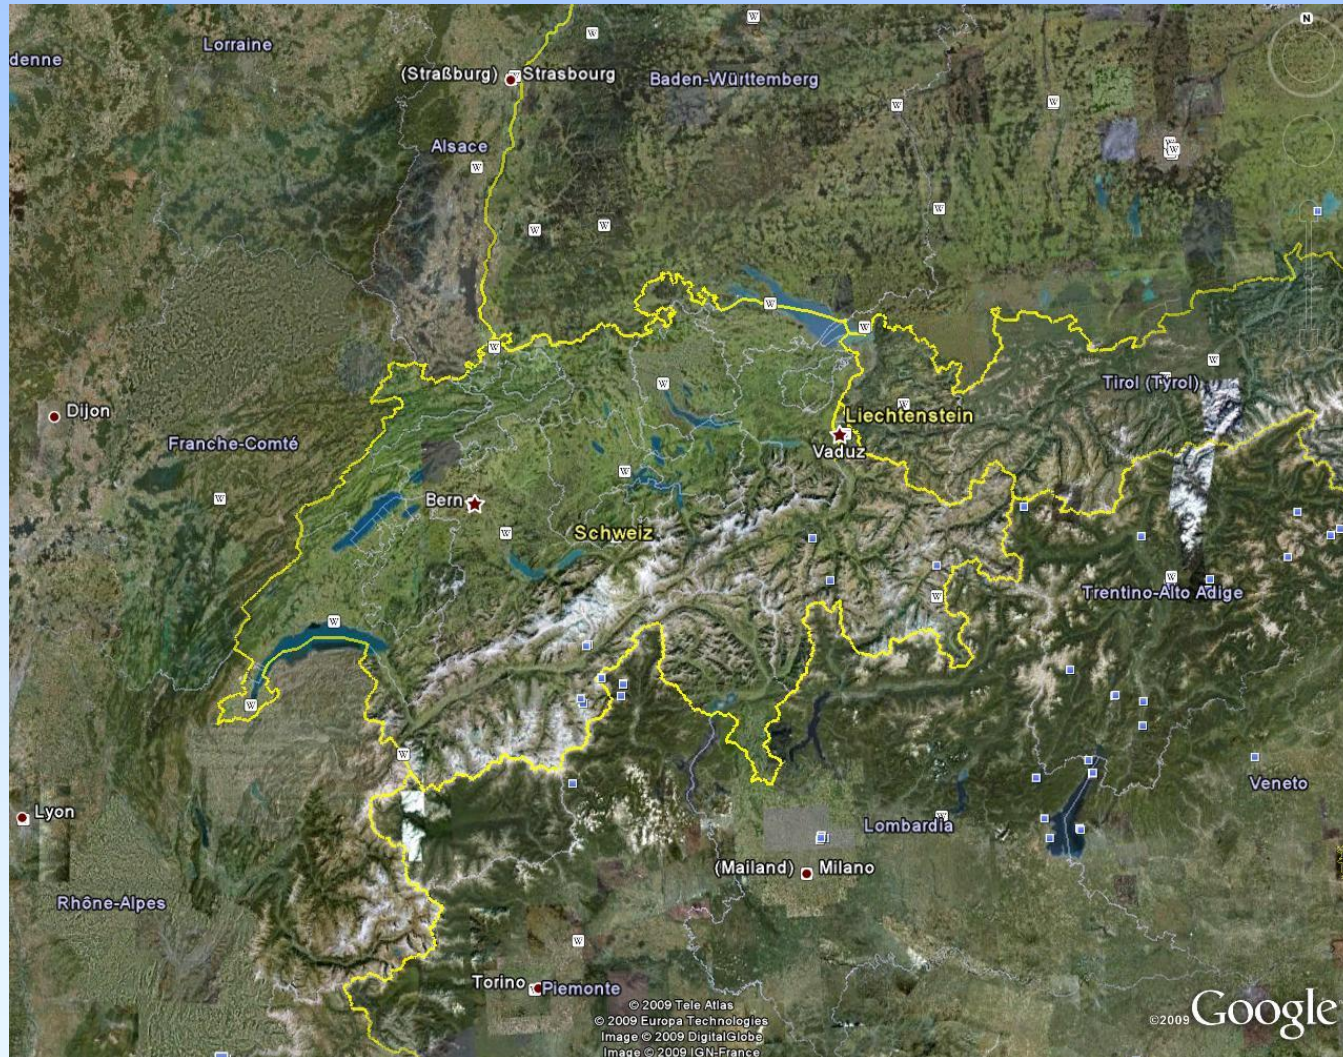 N
Lorraine
denne
(Straßburg) Strasbourg
Baden-Württemberg
Alsace
Tirol (Tyrol)
Dijon
Liechtenstein
Franche-Comté
Vaduz
Bern
Schweiz
Trentino-Alto Adige
Veneto
Lyon
Lombardia
(Mailand) Milano
Rhône-Alpes
Torino Piemonte
© 2009 Tele Atlas
© 2009 Europa Technologies
Image © 2009 DigitalGlobe
Image © 2009 IGN-France
©2009 Google